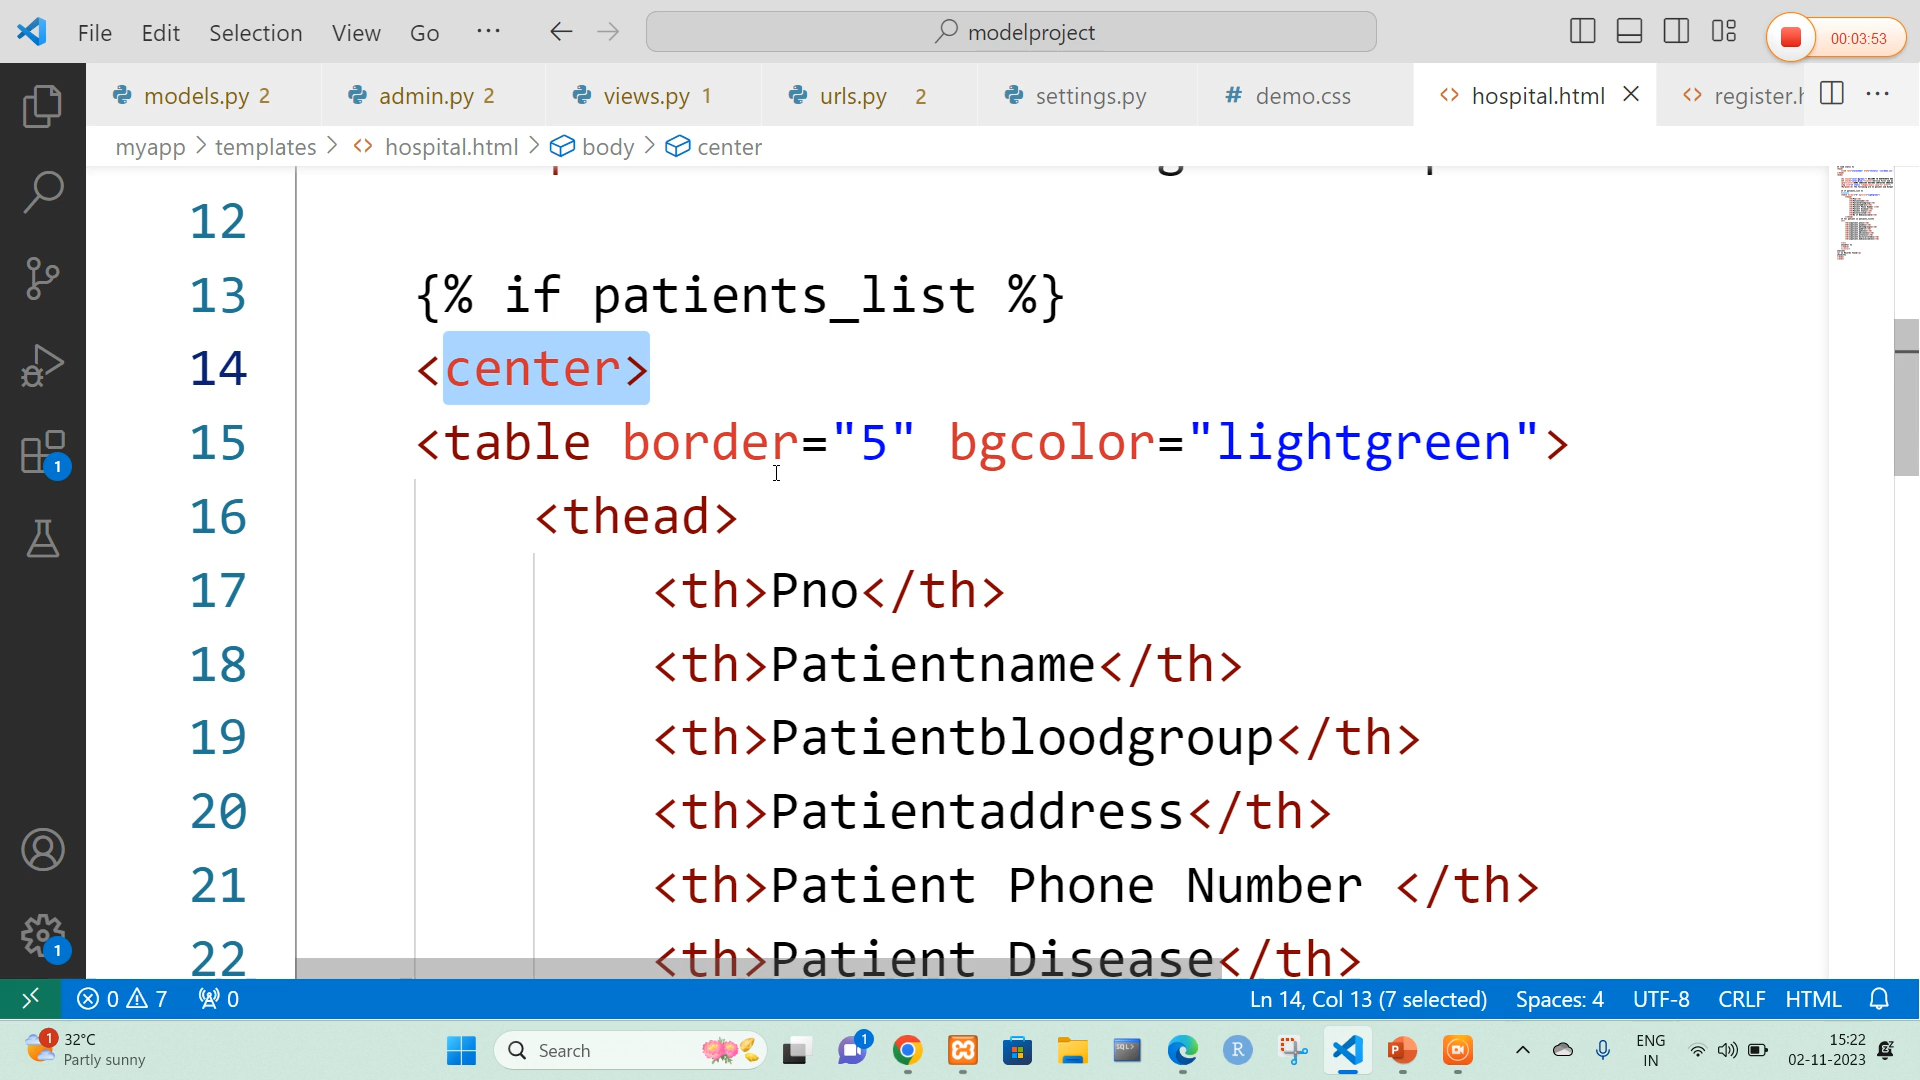 File Edit Selection View Go ··· modelproject 00:03:53
models.py 2 admin.py 2 views.py 1 urls.py 2 settings.py # demo.css <> hospital.html <> register.h
myapp > templates > <> hospital.html > body > center
12
13 {% if patients_list %}
14 <center>
15 <table border="5" bgcolor="lightgreen">
16 <thead>
17 <th>Pno</th>
18 <th>Patientname</th>
19 <th>Patientbloodgroup</th>
20 <th>Patientaddress</th>
21 <th>Patient Phone Number </th>
22 <th>Patient Disease</th>
1
1
0 7 0 Ln 14, Col 13 (7 selected) Spaces: 4 UTF-8 CRLF HTML
1 32°C
Partly sunny
Search 1 SQL> R ENG
IN
15:22
02-11-2023